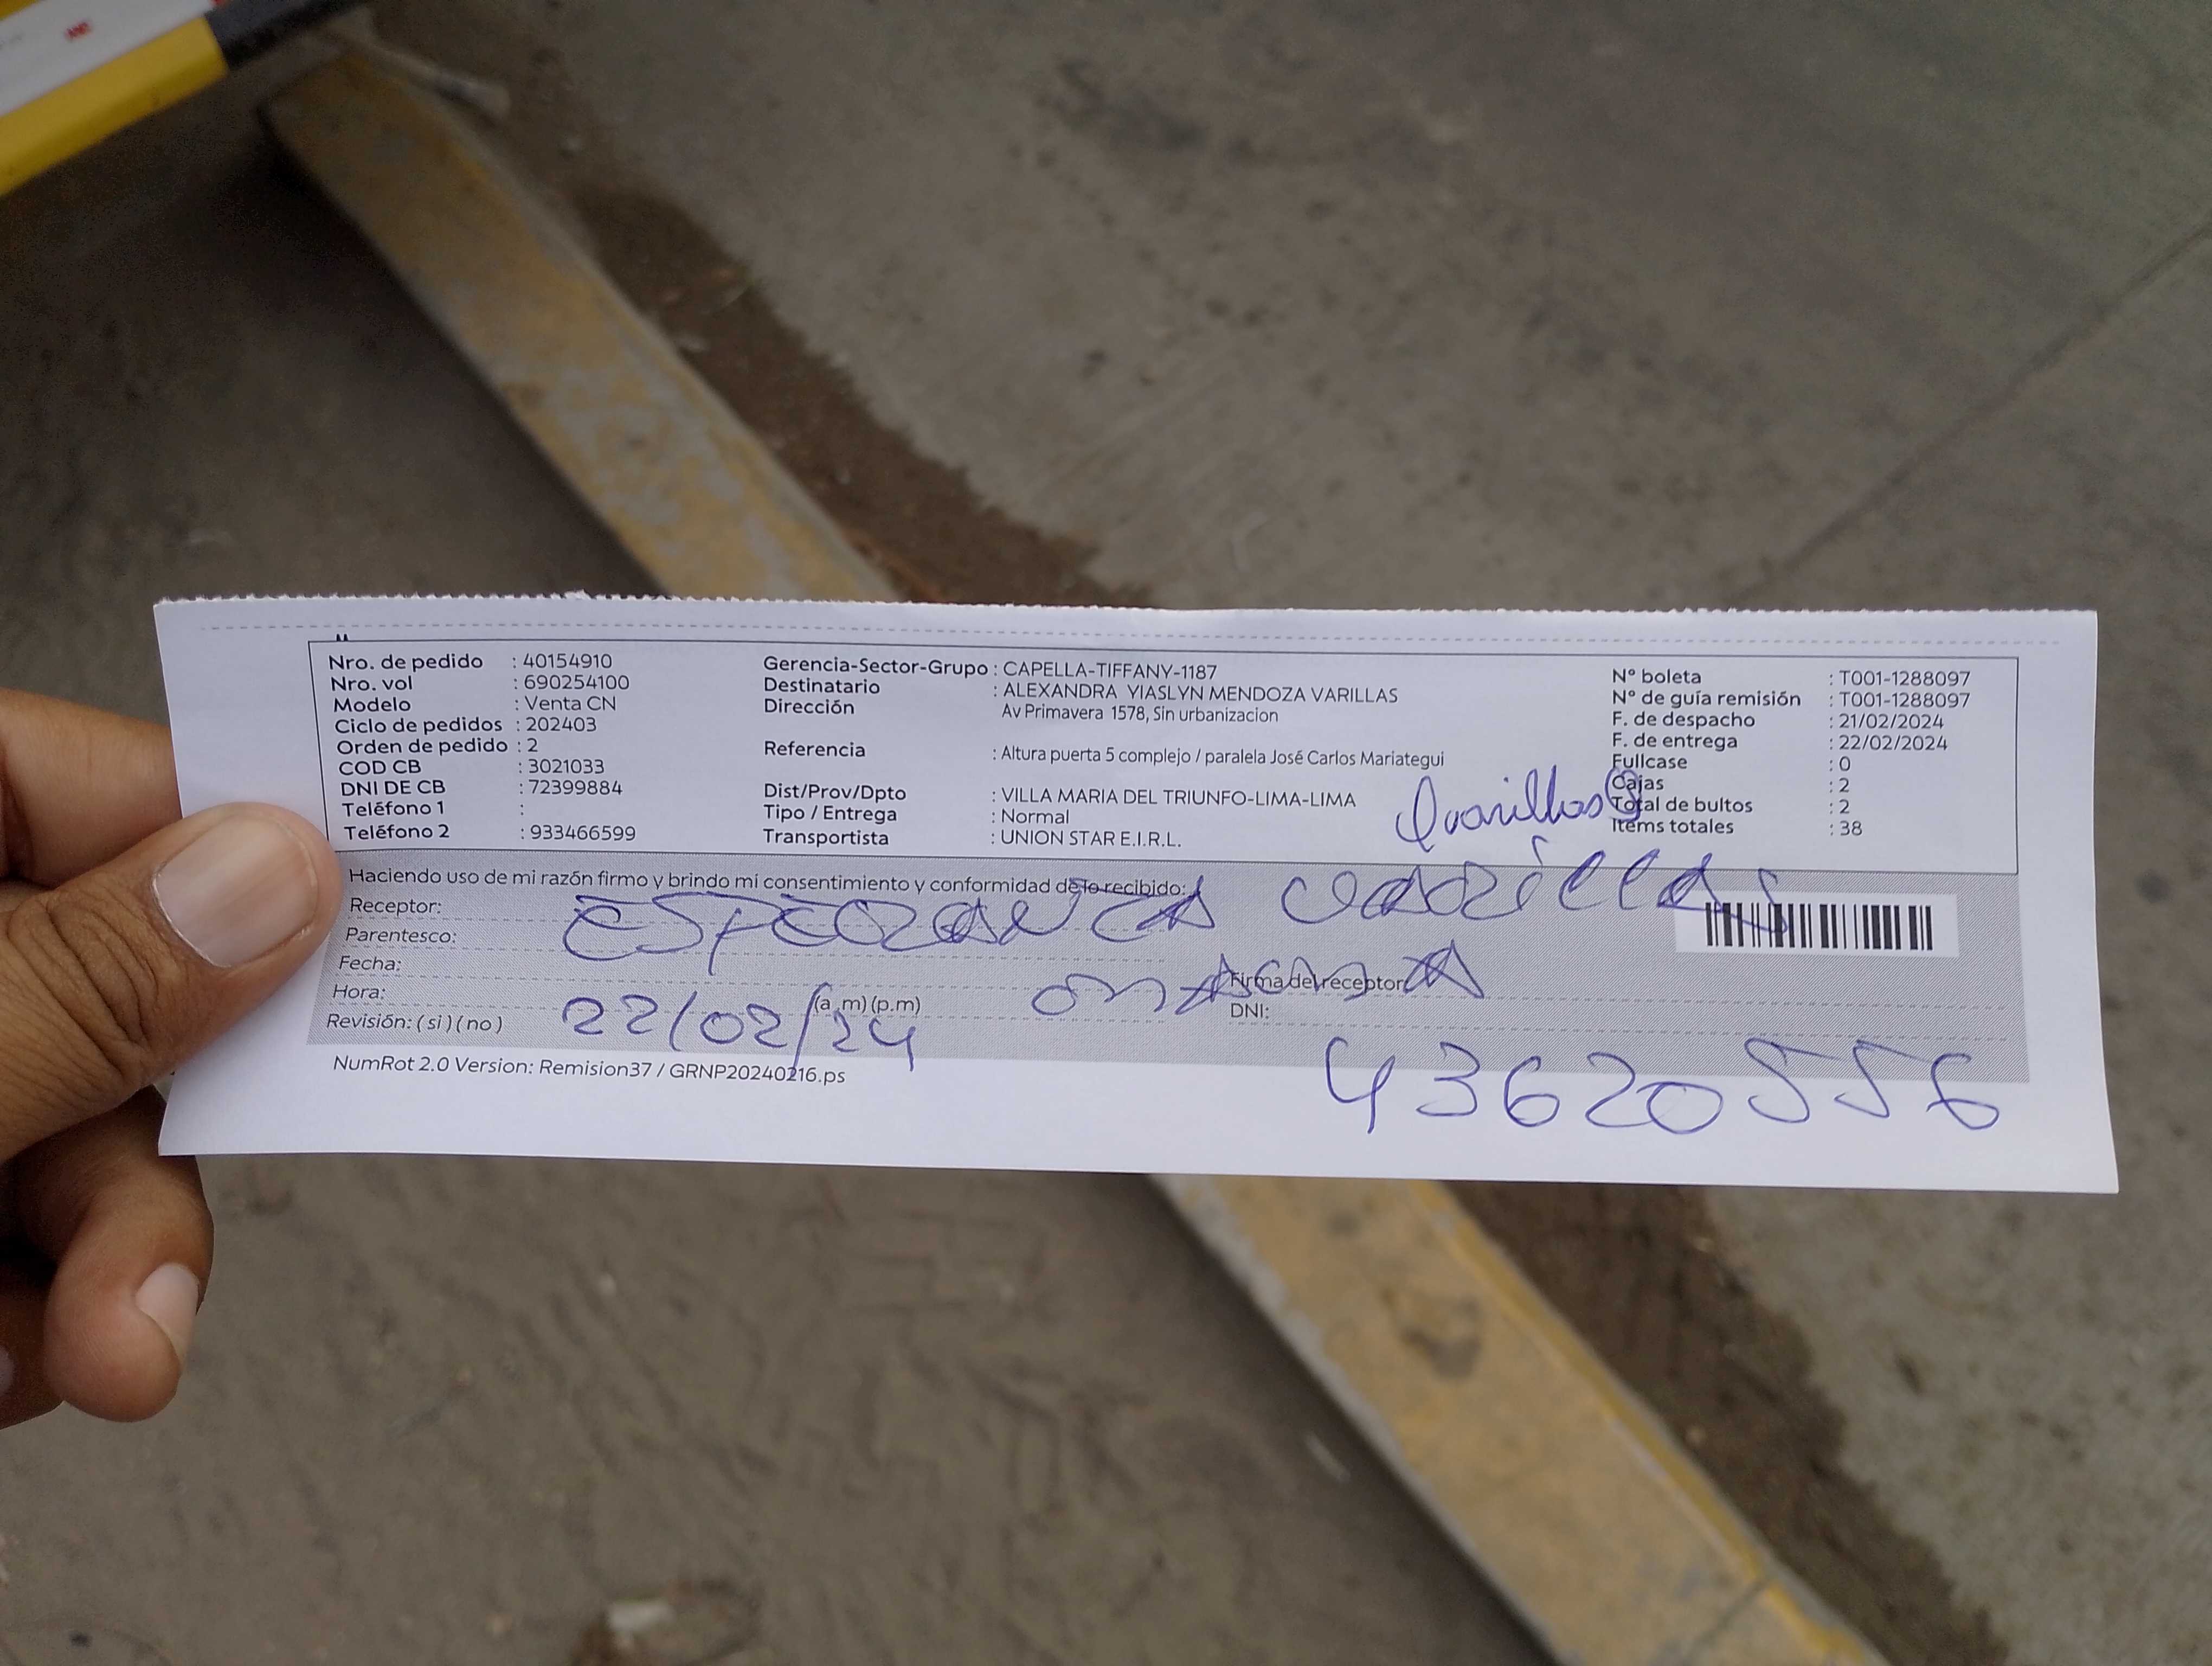 Nro. de pedido : 40154910
Nro. vol : 690254100
Modelo : Venta CN
Ciclo de pedidos : 202403
Orden de pedido : 2
COD CB : 3021033
DNI DE CB : 72399884
Teléfono 1 :
Teléfono 2 : 933466599
Gerencia-Sector-Grupo : CAPELLA-TIFFANY-1187
Destinatario : ALEXANDRA YIASLYN MENDOZA VARILLAS
Dirección Av Primavera 1578, Sin urbanizacion
Referencia : Altura puerta 5 complejo / paralela José Carlos Mariategui
Dist/Prov/Dpto : VILLA MARIA DEL TRIUNFO-LIMA-LIMA
Tipo / Entrega : Normal
Transportista : UNION STAR E.I.R.L.
N° boleta : T001-1288097
N° de guía remisión : T001-1288097
F. de despacho : 21/02/2024
F. de entrega : 22/02/2024
Fullcase : 0
Cajas : 2
Total de bultos : 2
Items totales : 38
Haciendo uso de mi razón firmo y brindo mi consentimiento y conformidad de lo recibido:
Receptor: ESPERANZA VARILLAS
Parentesco:
Fecha:
Hora: (a.m) (p.m)
22/02/24
Revisión: ( si ) ( no )
Firma del receptor
DNI:
43620556
NumRot 2.0 Version: Remision37 / GRNP20240216.ps